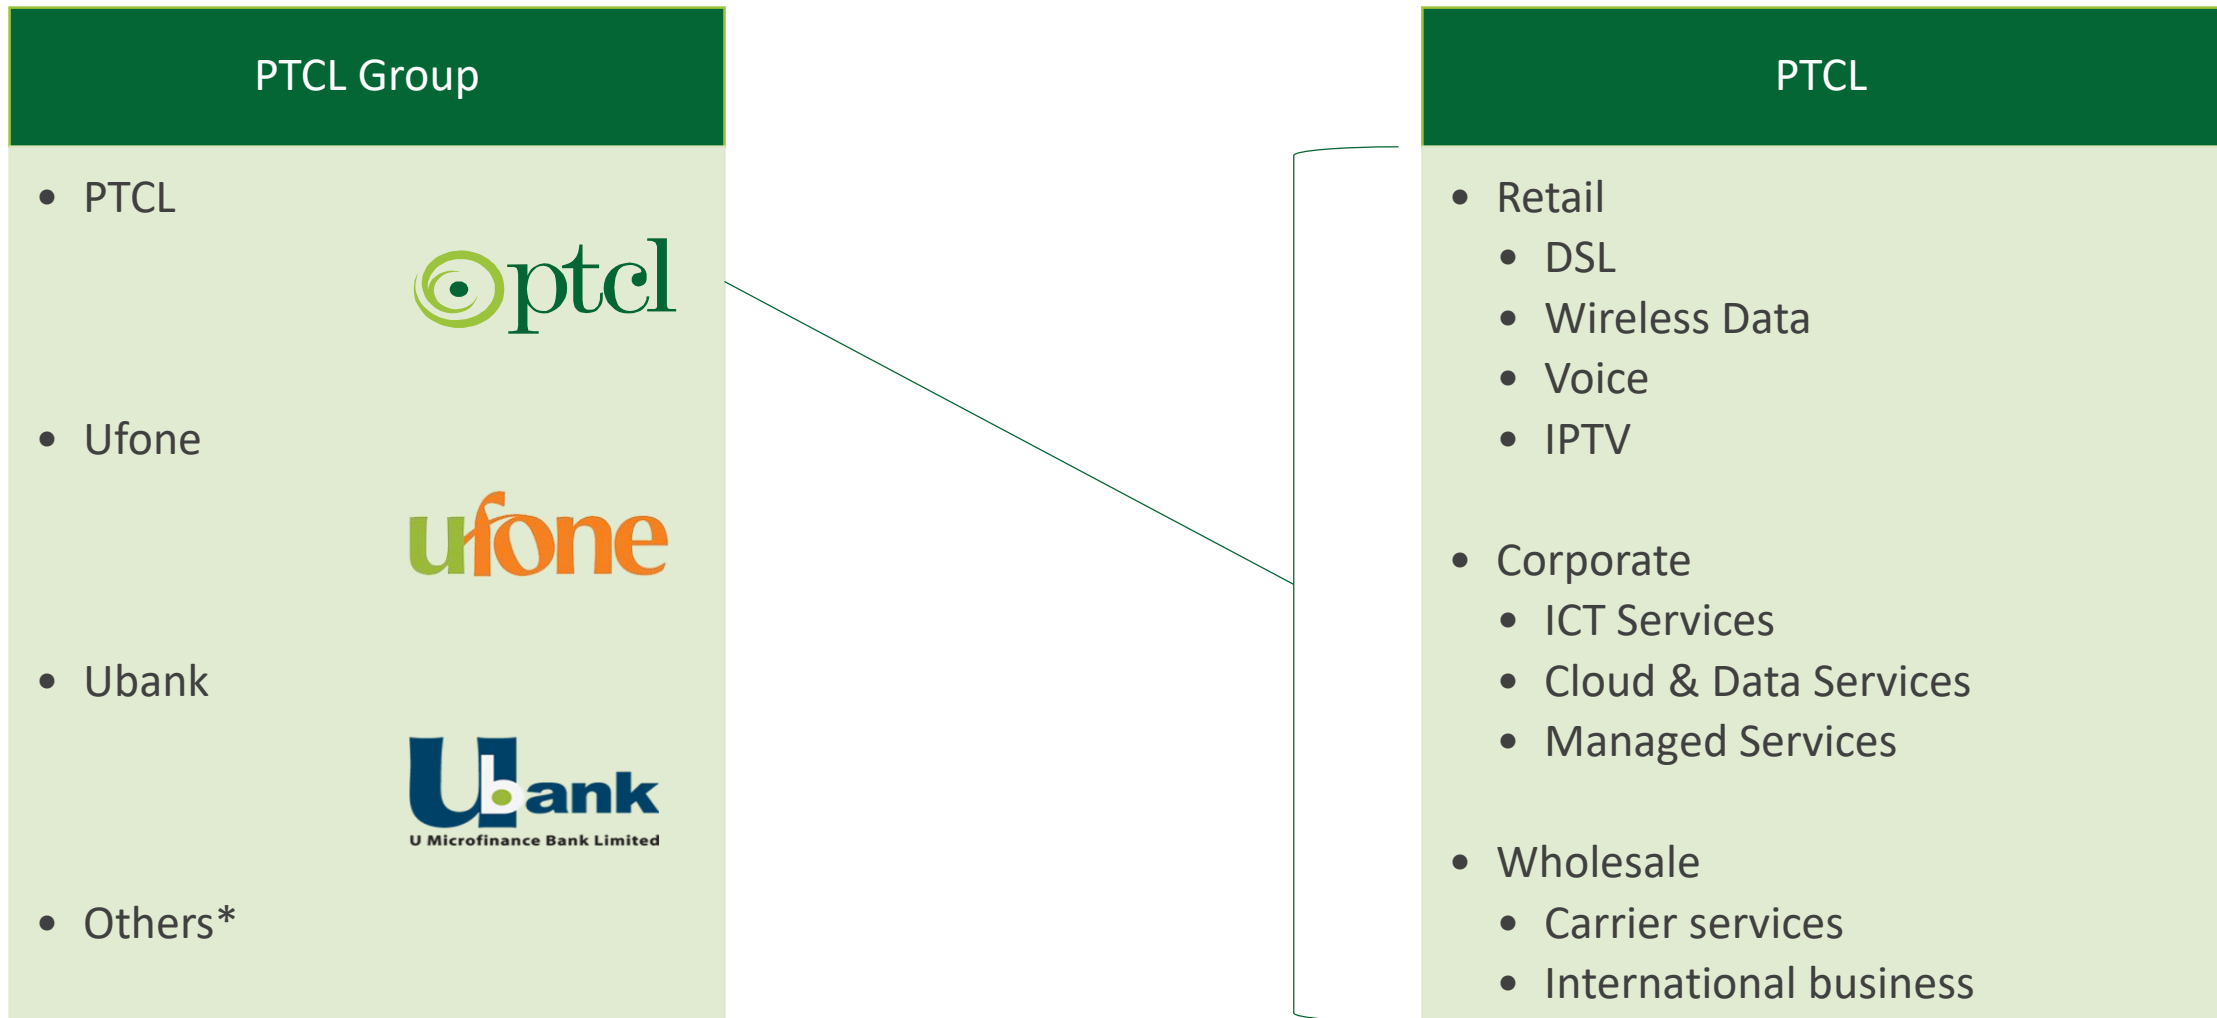 PTCL Group
• PTCL
ptcl
• Ufone
ufone
• Ubank
Ubank
U Microfinance Bank Limited
• Others*
PTCL
• Retail
• DSL
• Wireless Data
• Voice
• IPTV
• Corporate
• ICT Services
• Cloud & Data Services
• Managed Services
• Wholesale
• Carrier services
• International business